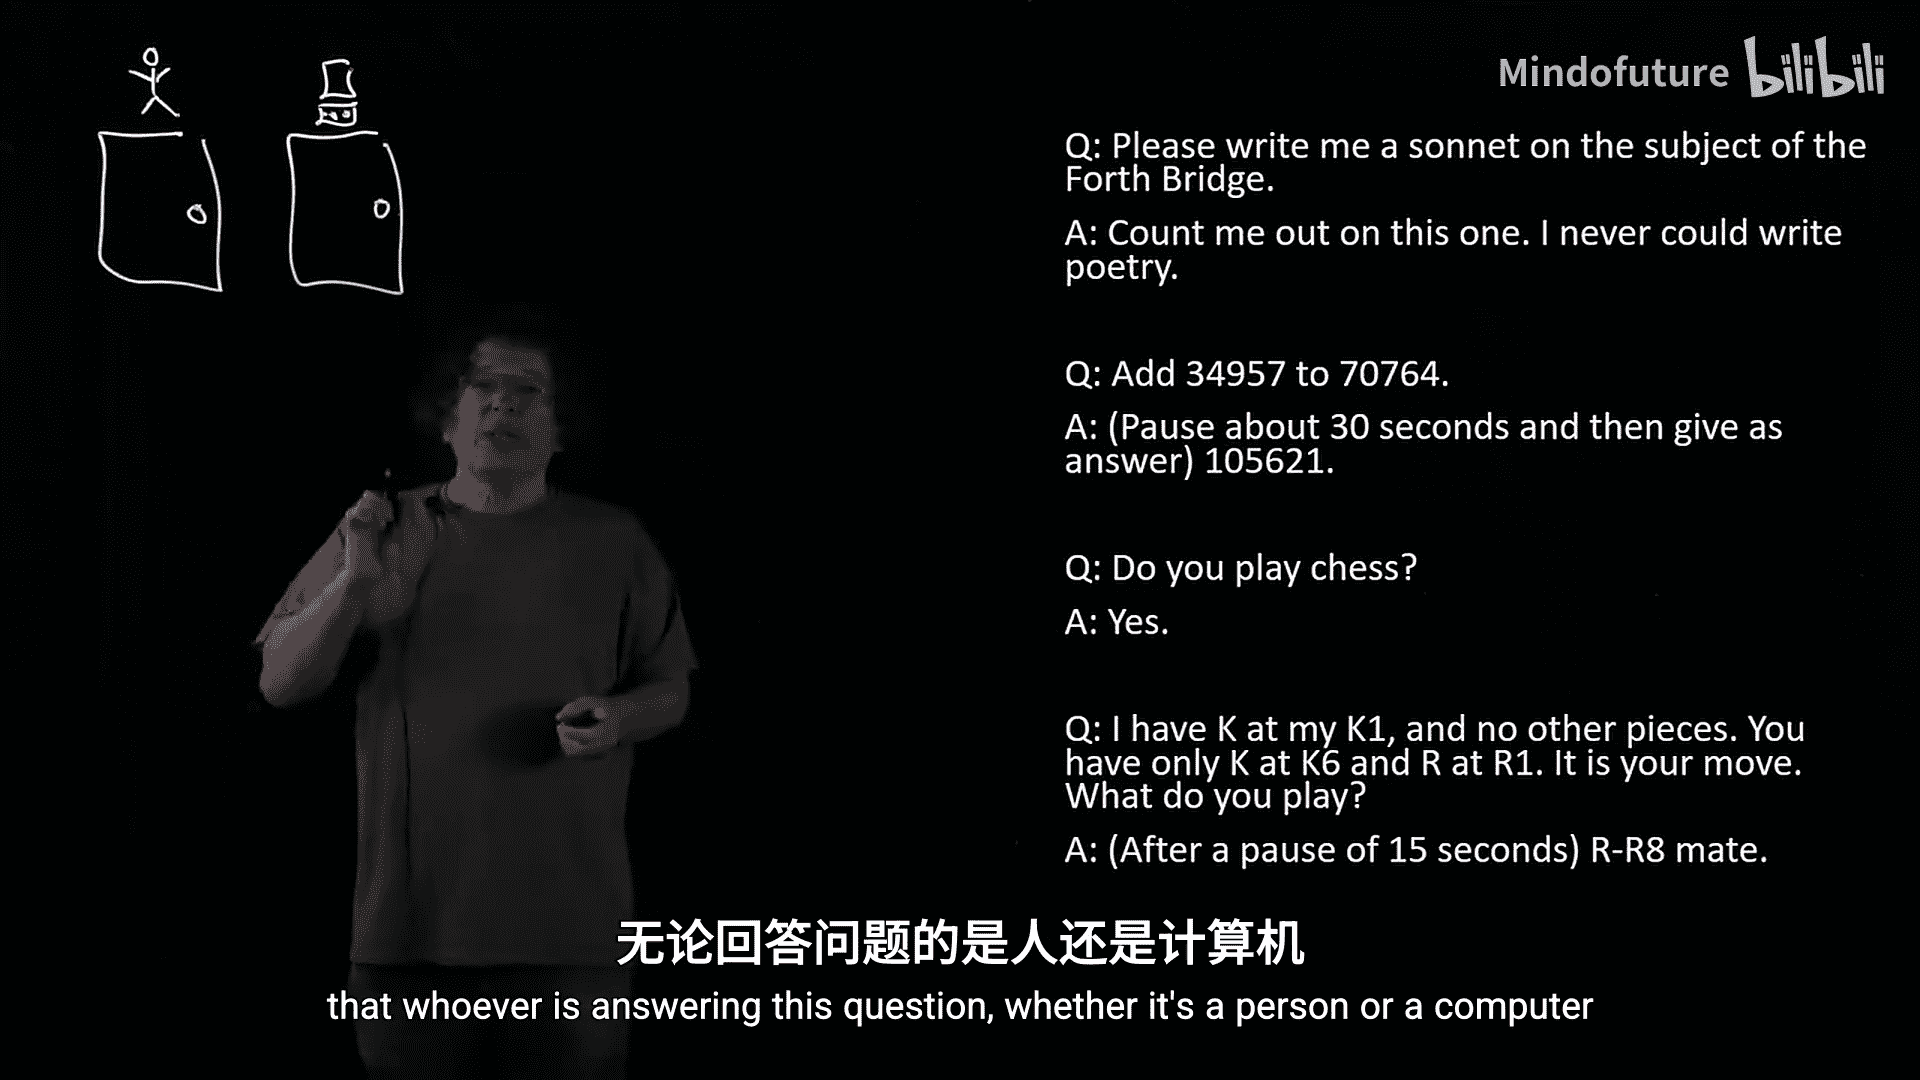 Mindofuture bilibili
Q: Please write me a sonnet on the subject of the
Forth Bridge.
A: Count me out on this one. I never could write
poetry.
Q: Add 34957 to 70764.
A: (Pause about 30 seconds and then give as
answer) 105621.
Q: Do you play chess?
A: Yes.
Q: I have K at my K1, and no other pieces. You
have only K at K6 and R at R1. It is your move.
What do you play?
A: (After a pause of 15 seconds) R-R8 mate.
无论回答问题的是人还是计算机
that whoever is answering this question, whether it's a person or a computer